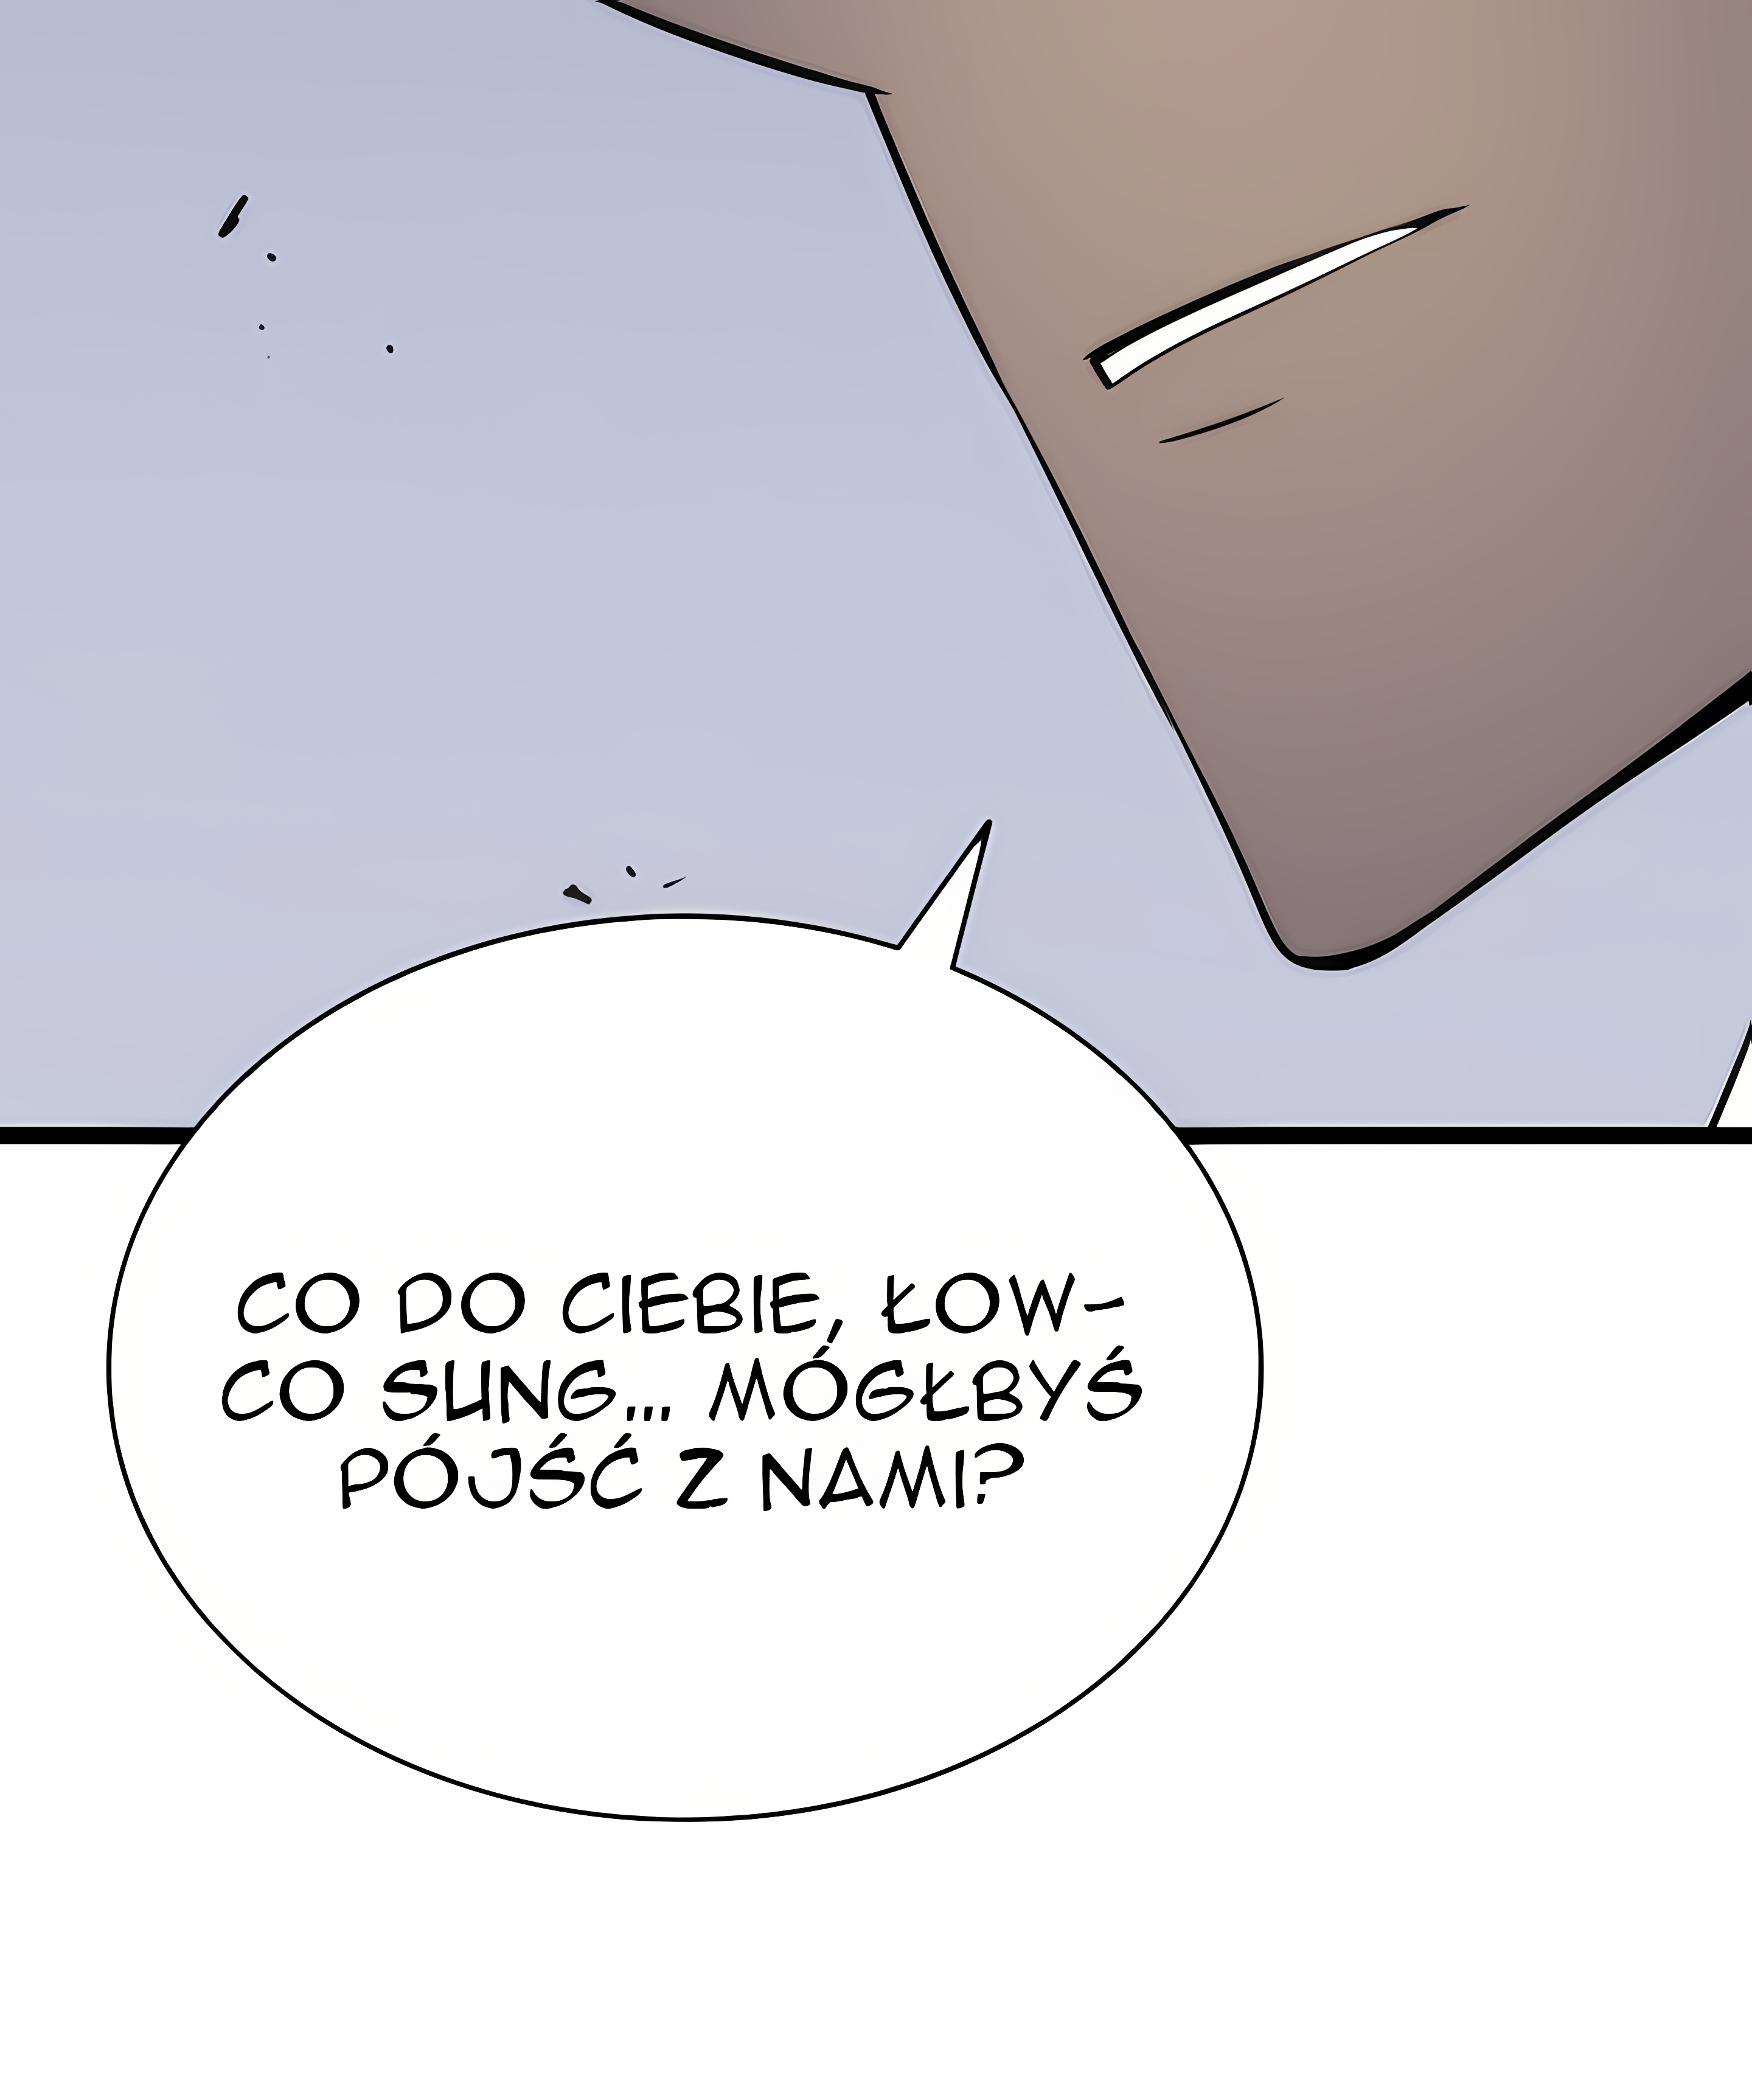 CO DO CIEBIE, ŁOW-
CO SUNG... MÓGŁBYŚ
PÓJŚĆ Z NAMI?